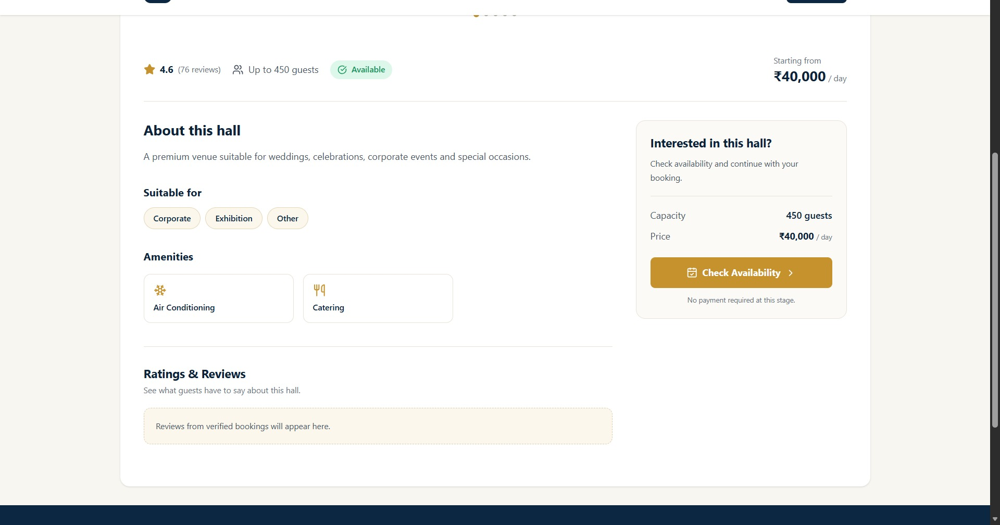 4.6 (76 reviews) Up to 450 guests Available
Starting from
₹40,000 / day
About this hall
A premium venue suitable for weddings, celebrations, corporate events and special occasions.
Suitable for
Corporate Exhibition Other
Amenities
Air Conditioning Catering
Interested in this hall?
Check availability and continue with your
booking.
Capacity 450 guests
Price ₹40,000 / day
Check Availability
No payment required at this stage.
Ratings & Reviews
See what guests have to say about this hall.
Reviews from verified bookings will appear here.